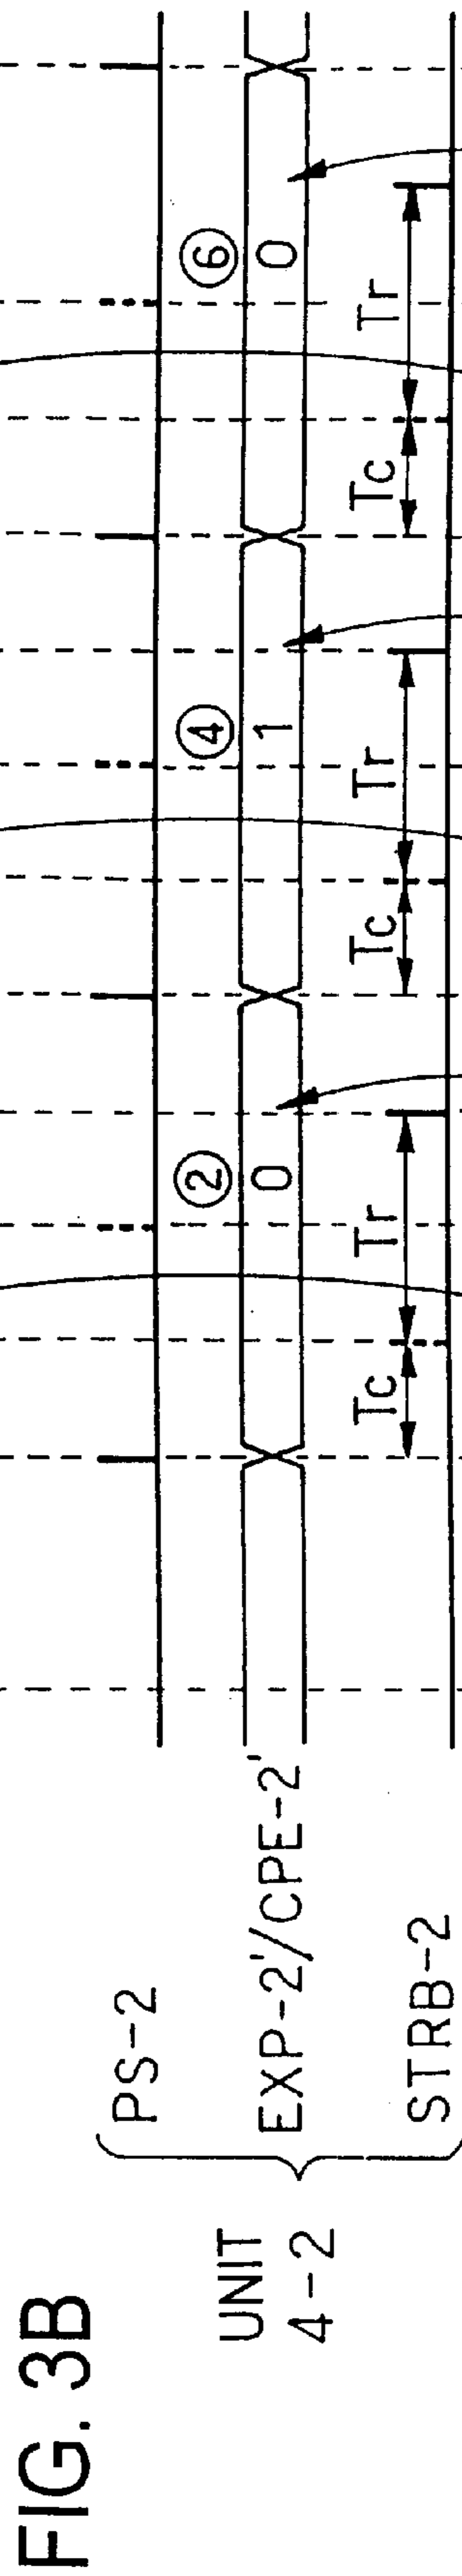 FIG. 3B
UNIT
4-2
PS-2
EXP-2'/CPE-2'
STRB-2
② ④ ⑥
0 1 0
Tc Tr Tc Tr Tc Tr